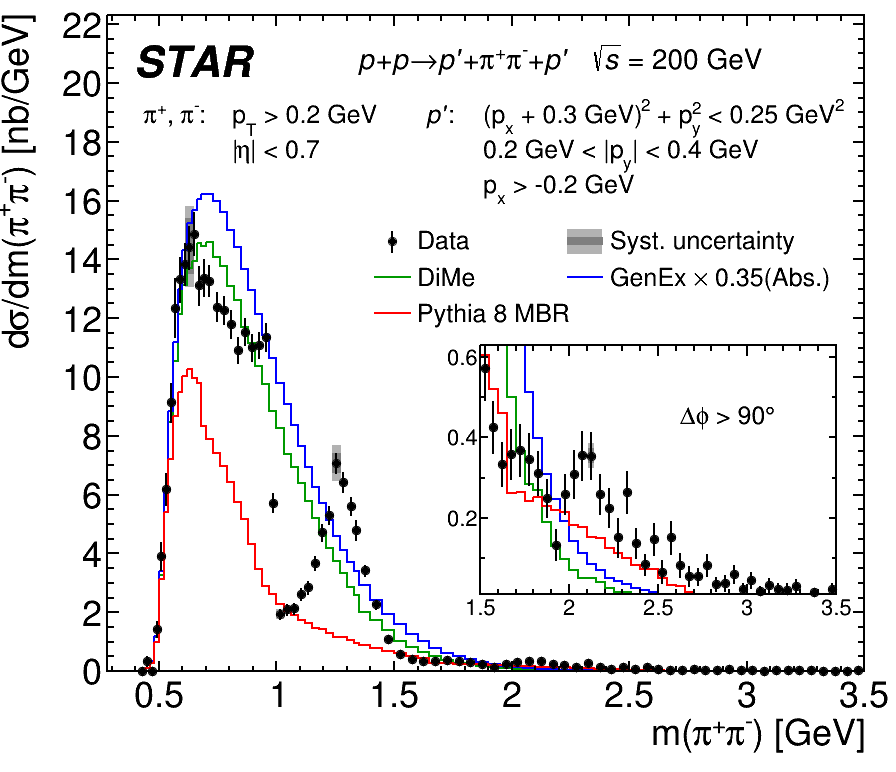 STAR
p+p→p′+π⁺π⁻+p′ √s = 200 GeV
π⁺, π⁻: p_T > 0.2 GeV
|η| < 0.7
p′: (p_x + 0.3 GeV)² + p_y² < 0.25 GeV²
0.2 GeV < |p_y| < 0.4 GeV
p_x > -0.2 GeV
Data
Syst. uncertainty
DiMe
GenEx × 0.35(Abs.)
Pythia 8 MBR
dσ/dm(π⁺π⁻) [nb/GeV]
22
20
18
16
14
12
10
8
6
4
2
0
0.6
0.4
0.2
Δϕ > 90°
1.5 2 2.5 3 3.5
0.5 1 1.5 2 2.5 3 3.5
m(π⁺π⁻) [GeV]